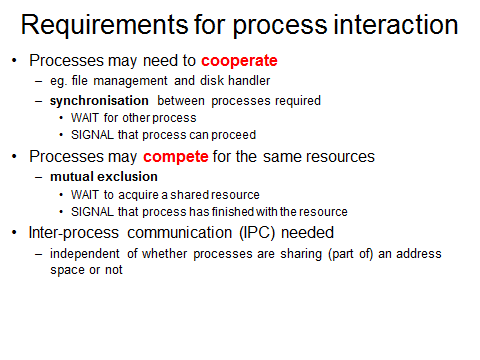 Requirements for process interaction
• Processes may need to cooperate
– eg. file management and disk handler
– synchronisation between processes required
• WAIT for other process
• SIGNAL that process can proceed
• Processes may compete for the same resources
– mutual exclusion
• WAIT to acquire a shared resource
• SIGNAL that process has finished with the resource
• Inter-process communication (IPC) needed
– independent of whether processes are sharing (part of) an address
space or not